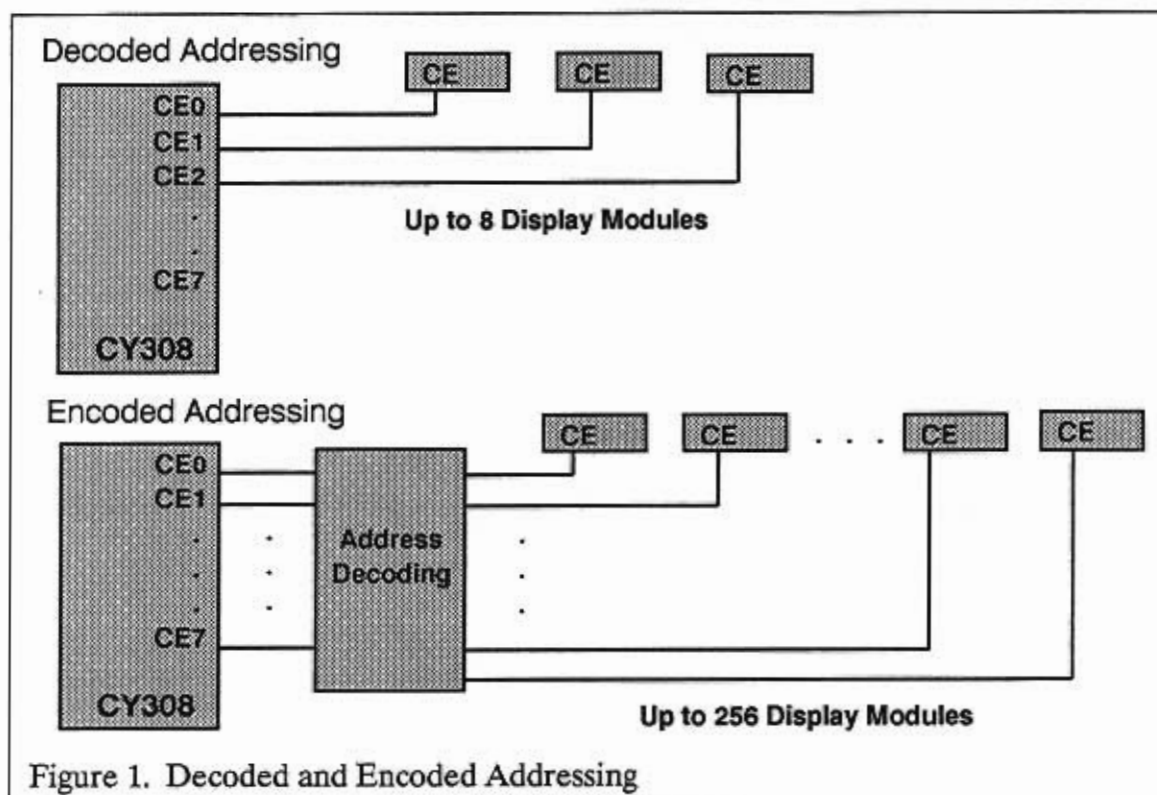 Decoded Addressing
CE CE CE
CE0
CE1
CE2
.
.
CE7
Up to 8 Display Modules
CY308
Encoded Addressing
CE CE . . . CE CE
CE0
CE1
. . .
. . .
. . .
Address
Decoding
CE7
CY308
Up to 256 Display Modules
Figure 1. Decoded and Encoded Addressing